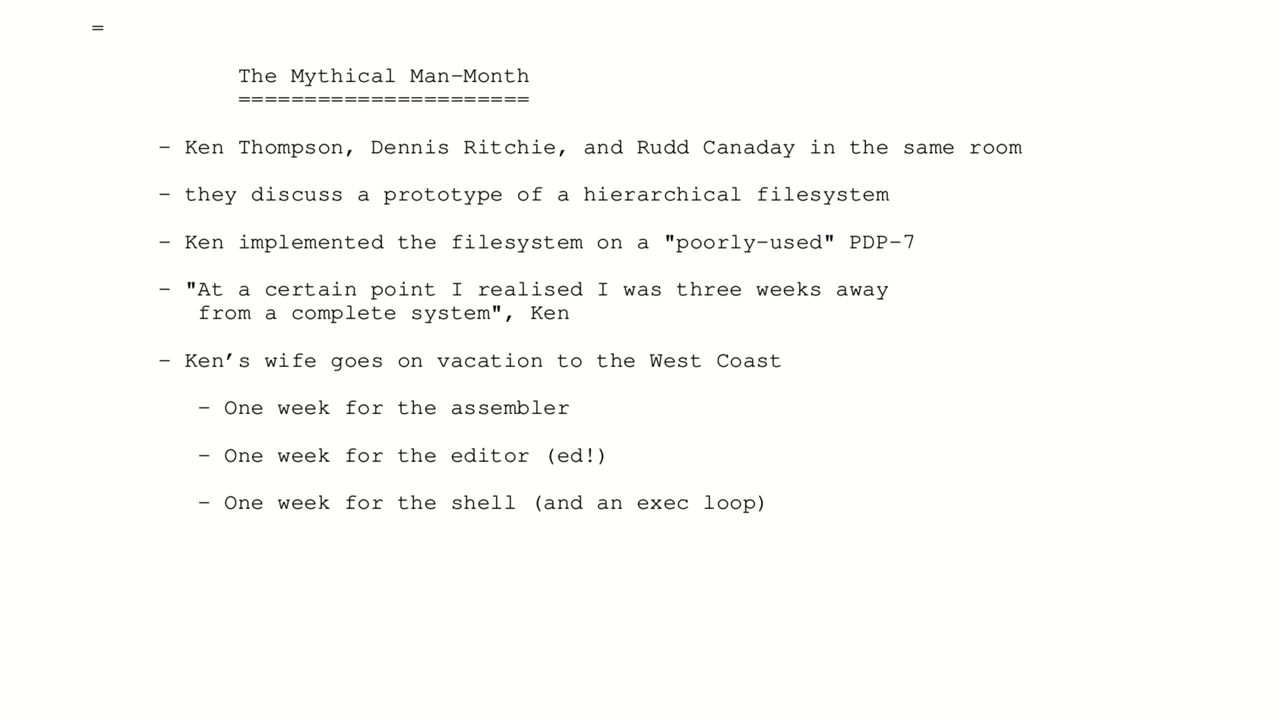 =
The Mythical Man-Month
======================
- Ken Thompson, Dennis Ritchie, and Rudd Canaday in the same room
- they discuss a prototype of a hierarchical filesystem
- Ken implemented the filesystem on a "poorly-used" PDP-7
- "At a certain point I realised I was three weeks away
from a complete system", Ken
- Ken's wife goes on vacation to the West Coast
- One week for the assembler
- One week for the editor (ed!)
- One week for the shell (and an exec loop)